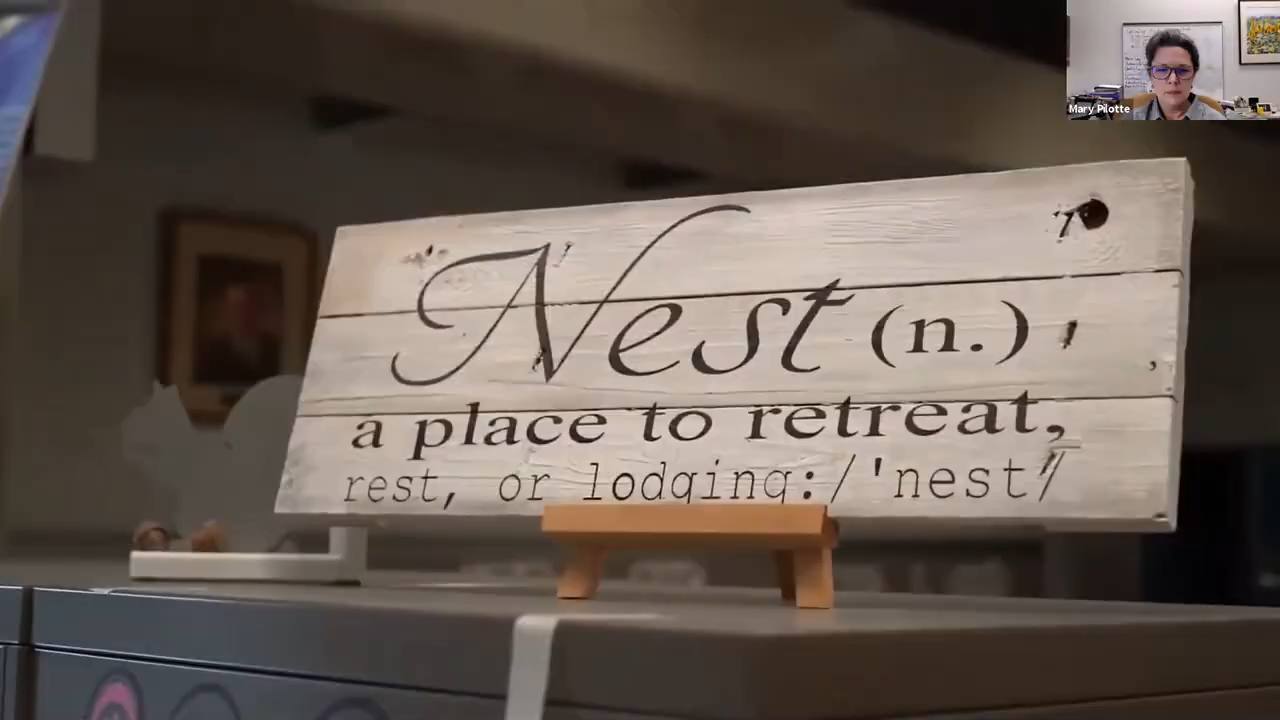 Mary Pilotte
Nest (n.)
a place to retreat,
rest, or lodging:/'nest'/